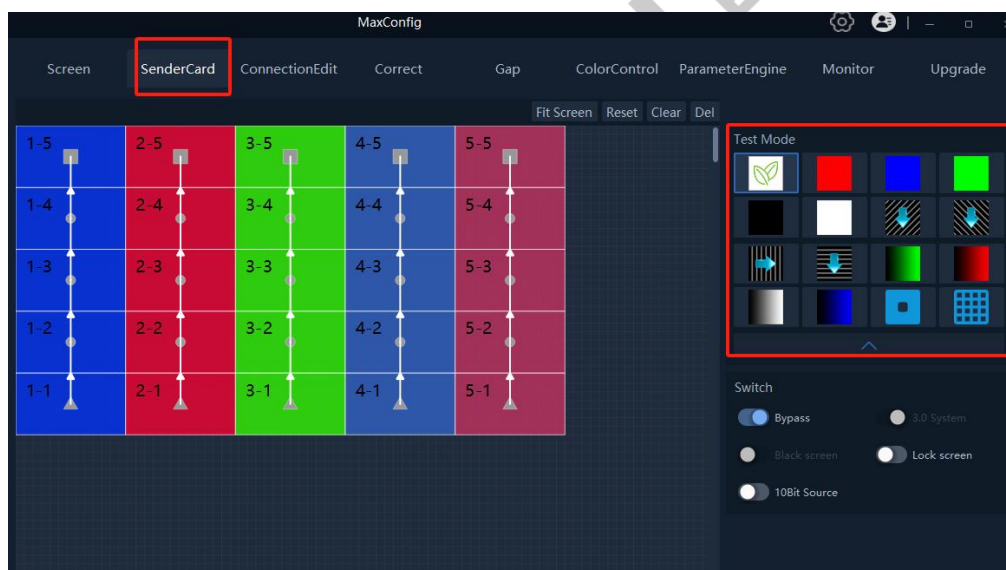 MaxConfig
Screen SenderCard ConnectionEdit Correct Gap ColorControl ParameterEngine Monitor Upgrade
Fit Screen Reset Clear Del
1-5 2-5 3-5 4-5 5-5
1-4 2-4 3-4 4-4 5-4
1-3 2-3 3-3 4-3 5-3
1-2 2-2 3-2 4-2 5-2
1-1 2-1 3-1 4-1 5-1
Test Mode
Switch
Bypass 3.0 System
Black screen Lock screen
10Bit Source